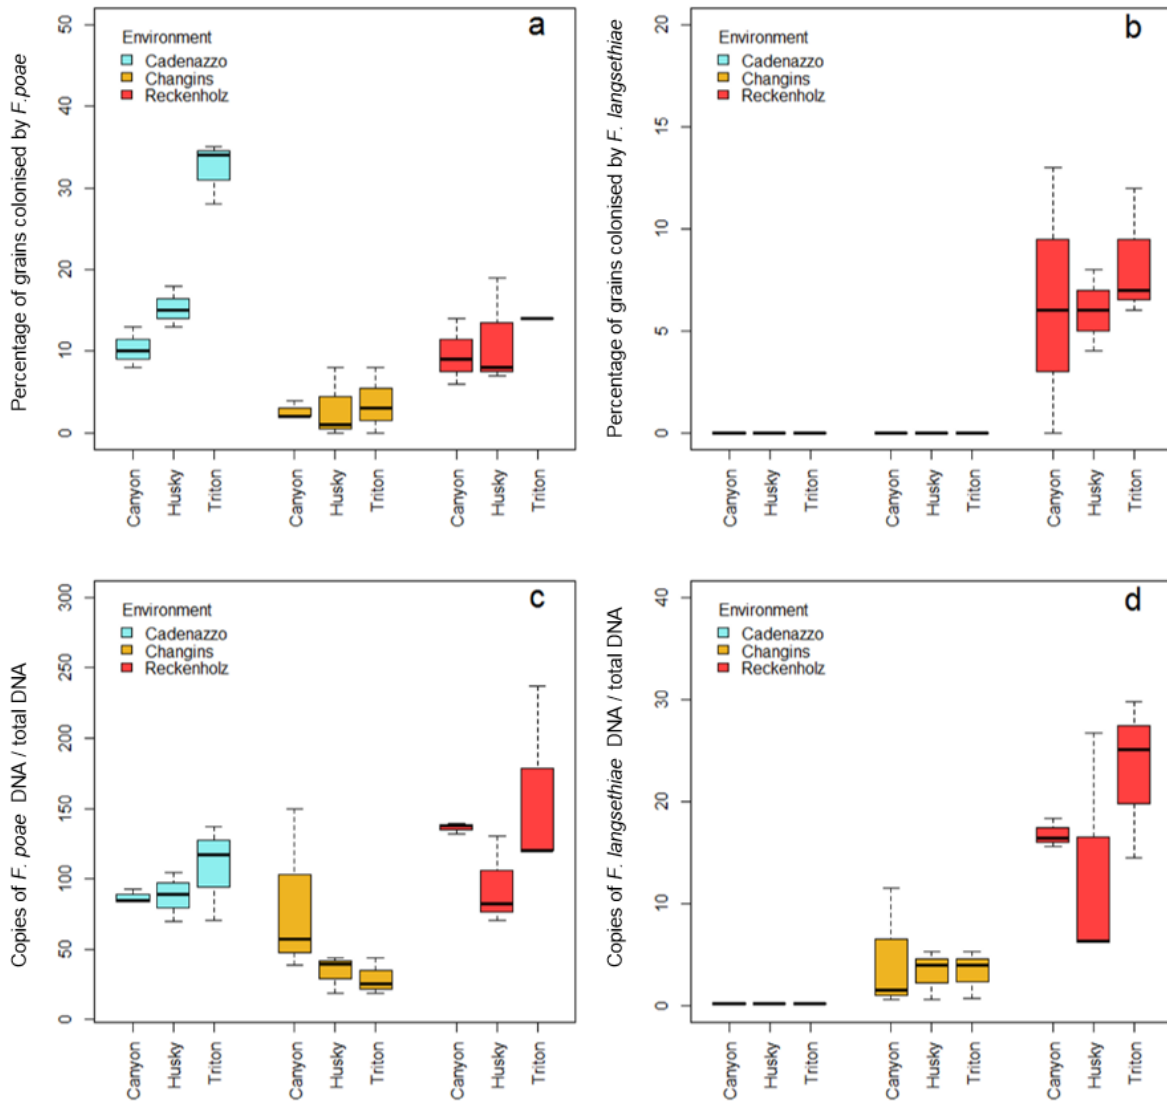 Percentage of grains colonised by F.poae
50
40
30
20
10
0
a
Environment
Cadenazzo
Changins
Reckenholz
Canyon
Husky
Triton
Canyon
Husky
Triton
Canyon
Husky
Triton
Percentage of grains colonised by F. langsethiae
20
15
10
5
0
b
Environment
Cadenazzo
Changins
Reckenholz
Canyon
Husky
Triton
Canyon
Husky
Triton
Canyon
Husky
Triton
Copies of F. poae DNA / total DNA
300
250
200
150
100
50
0
c
Environment
Cadenazzo
Changins
Reckenholz
Canyon
Husky
Triton
Canyon
Husky
Triton
Canyon
Husky
Triton
Copies of F. langsethiae DNA / total DNA
40
30
20
10
0
d
Environment
Cadenazzo
Changins
Reckenholz
Canyon
Husky
Triton
Canyon
Husky
Triton
Canyon
Husky
Triton